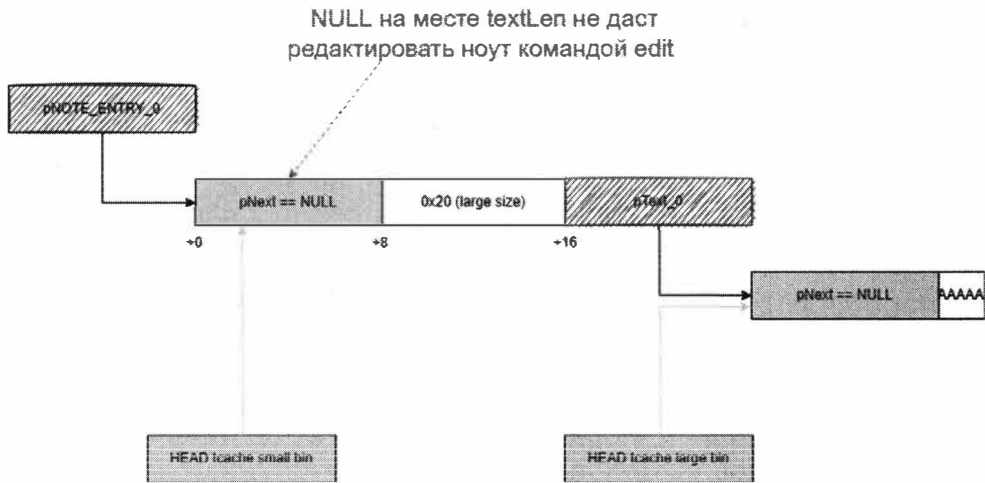 NULL на месте textLen не даст
редактировать ноут командой edit
pNOTE_ENTRY_0
pNext == NULL
0x20 (large size)
pText_0
+0
+8
+16
pNext == NULL
AAAAA
HEAD tcache small bin
HEAD tcache large bin